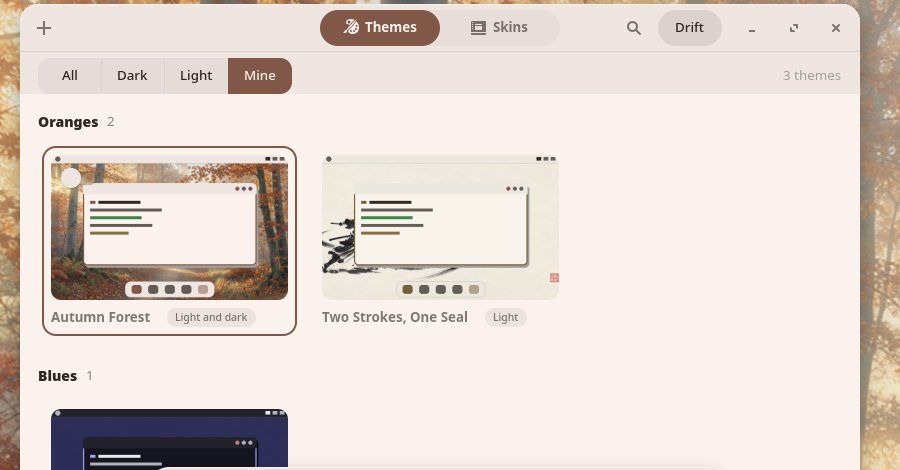 Themes
Skins
Drift
All
Dark
Light
Mine
3 themes
Oranges 2
Autumn Forest
Light and dark
Two Strokes, One Seal
Light
Blues 1